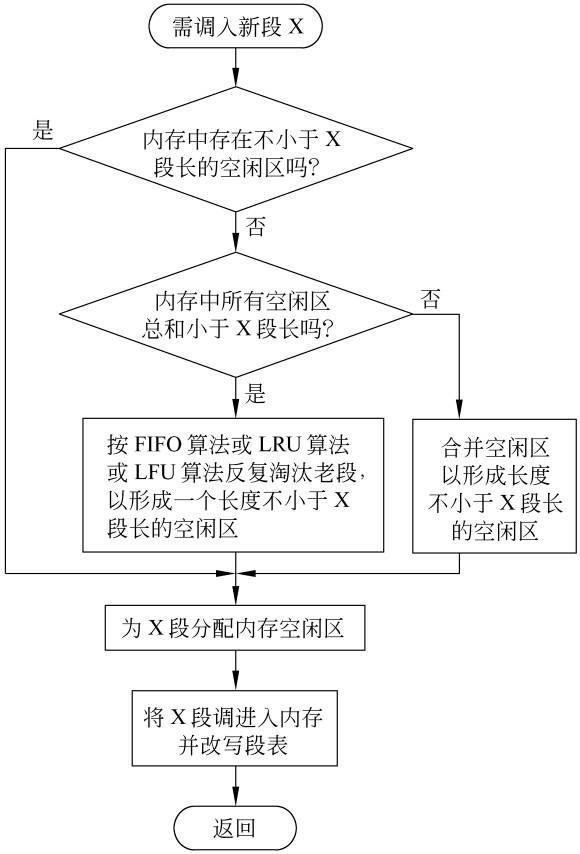 需调入新段 X
是
内存中存在不小于 X
段长的空闲区吗?
否
内存中所有空闲区
总和小于 X 段长吗?
否
是
按 FIFO 算法或 LRU 算法
或 LFU 算法反复淘汰老段,
以形成一个长度不小于 X
段长的空闲区
合并空闲区
以形成长度
不小于 X 段长
的空闲区
为 X 段分配内存空闲区
将 X 段调进入内存
并改写段表
返回